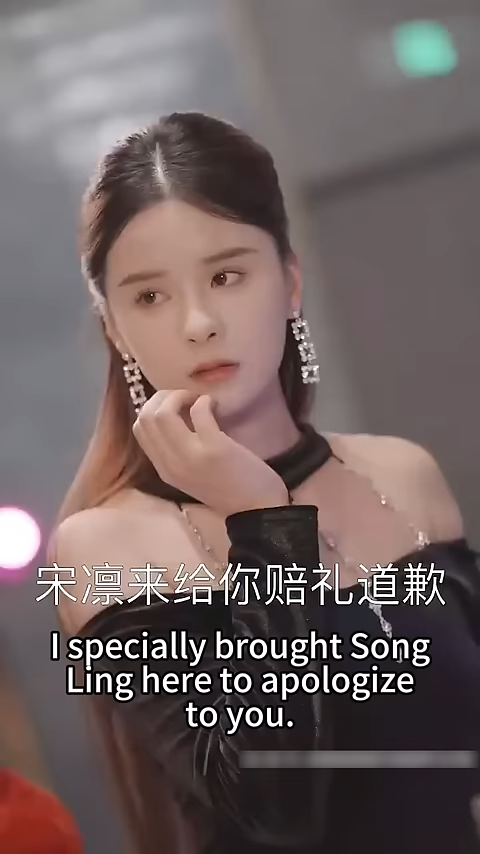 宋凛来给你赔礼道歉
I specially brought Song
Ling here to apologize
to you.